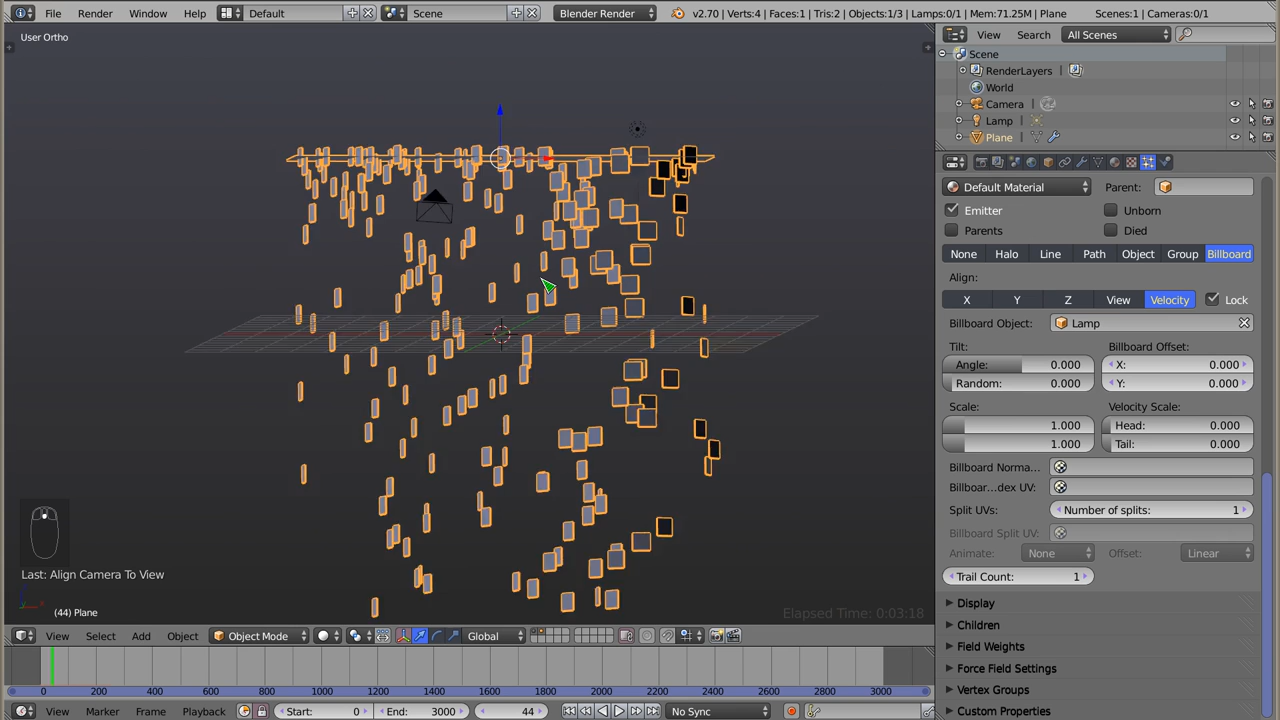 File Render Window Help Default Scene Blender Render v2.70 | Verts:4 | Faces:1 | Tris:2 | Objects:1/3 | Lamps:0/1 | Mem:71.25M | Plane Scenes:1 | Cameras:0/1
User Ortho
View Search All Scenes
Scene
RenderLayers
World
Camera
Lamp
Plane
Default Material Parent:
Emitter Unborn
Parents Died
None Halo Line Path Object Group Billboard
Align:
X Y Z View Velocity Lock
Billboard Object: Lamp
Tilt: Billboard Offset:
Angle: 0.000 X: 0.000
Random: 0.000 Y: 0.000
Scale: Velocity Scale:
1.000 Head: 0.000
1.000 Tail: 0.000
Billboard Norma...
Billboar...dex UV:
Split UVs: Number of splits: 1
Billboard Split UV:
Animate: None Offset: Linear
Trail Count: 1
Display
Children
Field Weights
Force Field Settings
Vertex Groups
Custom Properties
Last: Align Camera To View
(44) Plane
Elapsed Time: 0:03:18
View Select Add Object Object Mode Global
0 200 400 600 800 1000 1200 1400 1600 1800 2000 2200 2400 2600 2800 3000
View Marker Frame Playback Start: 0 End: 3000 44 No Sync